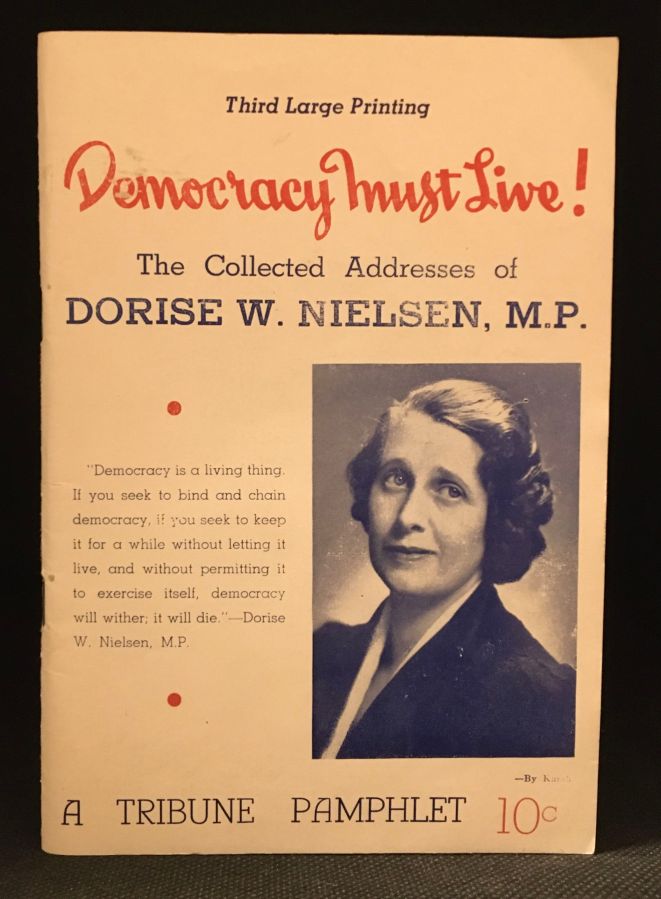 Third Large Printing
Democracy Must Live!
The Collected Addresses of
DORISE W. NIELSEN, M.P.
"Democracy is a living thing.
If you seek to bind and chain
democracy, if you seek to keep
it for a while without letting it
live, and without permitting it
to exercise itself, democracy
will wither; it will die."—Dorise
W. Nielsen, M.P.
—By Karsh
A TRIBUNE PAMPHLET 10c